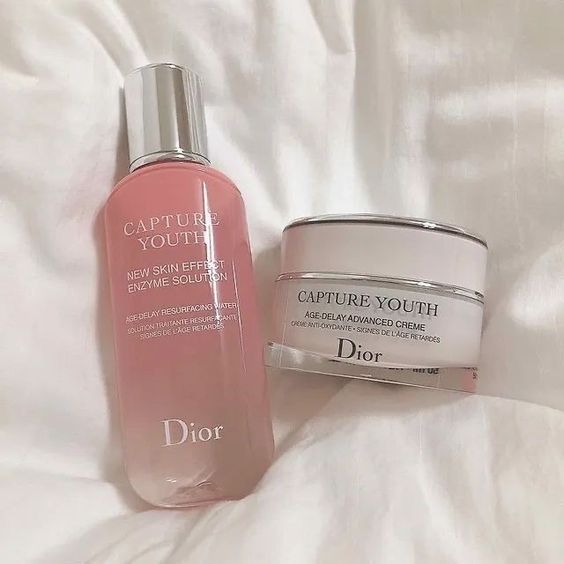 CAPTURE
YOUTH
NEW SKIN EFFECT
ENZYME SOLUTION
AGE-DELAY RESURFACING WATER
SOLUTION TRAITANTE RESURFAÇANTE
SIGNES DE L'ÂGE RETARDÉS
Dior
CAPTURE YOUTH
AGE-DELAY ADVANCED CREME
CRÈME ANTI-OXYDANTE • SIGNES DE L'ÂGE RETARDÉS
Dior